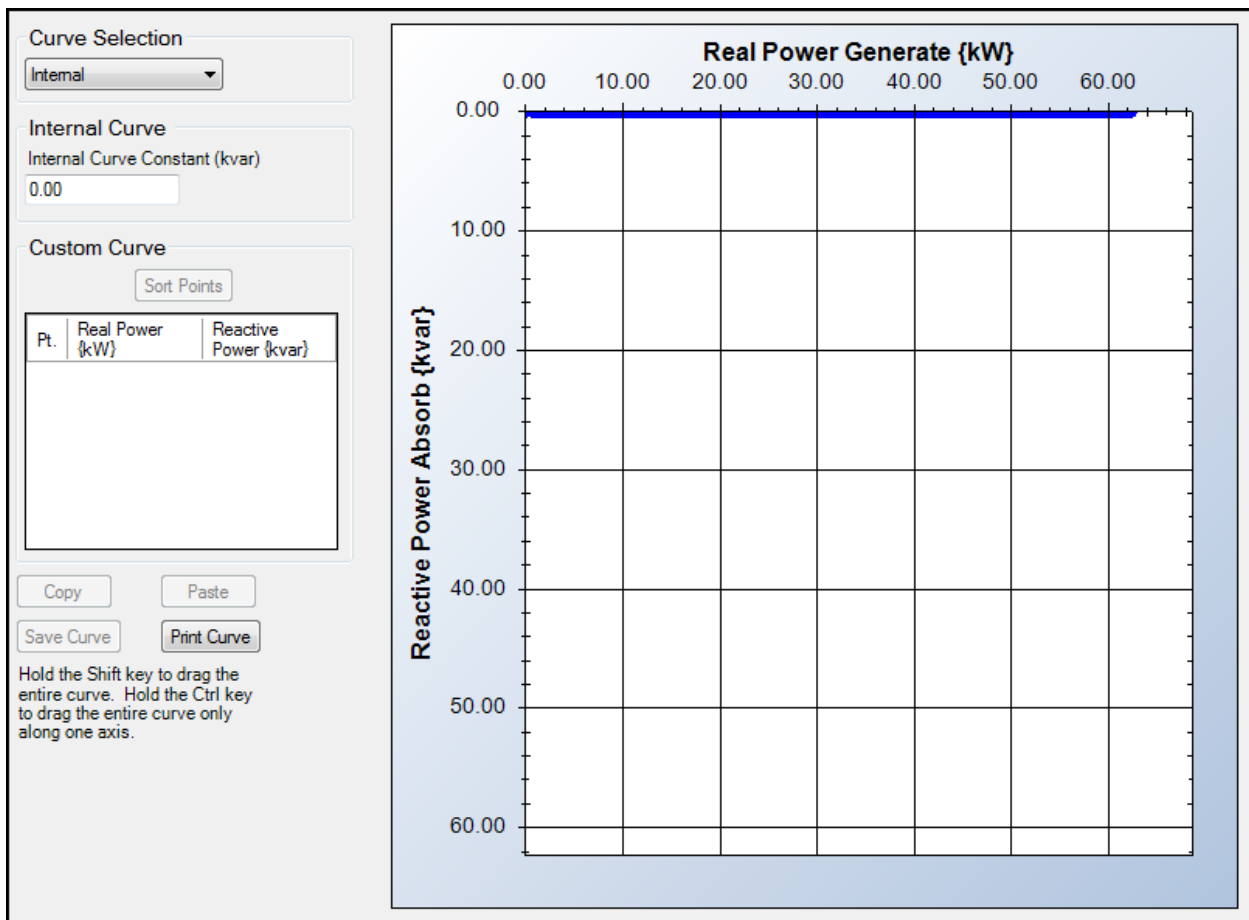 Curve Selection
Internal
Internal Curve
Internal Curve Constant (kvar)
0.00
Custom Curve
Sort Points
Pt.
Real Power
{kW}
Reactive
Power {kvar}
Copy
Paste
Save Curve
Print Curve
Hold the Shift key to drag the
entire curve. Hold the Ctrl key
to drag the entire curve only
along one axis.
Real Power Generate {kW}
0.00 10.00 20.00 30.00 40.00 50.00 60.00
Reactive Power Absorb {kvar}
0.00
10.00
20.00
30.00
40.00
50.00
60.00